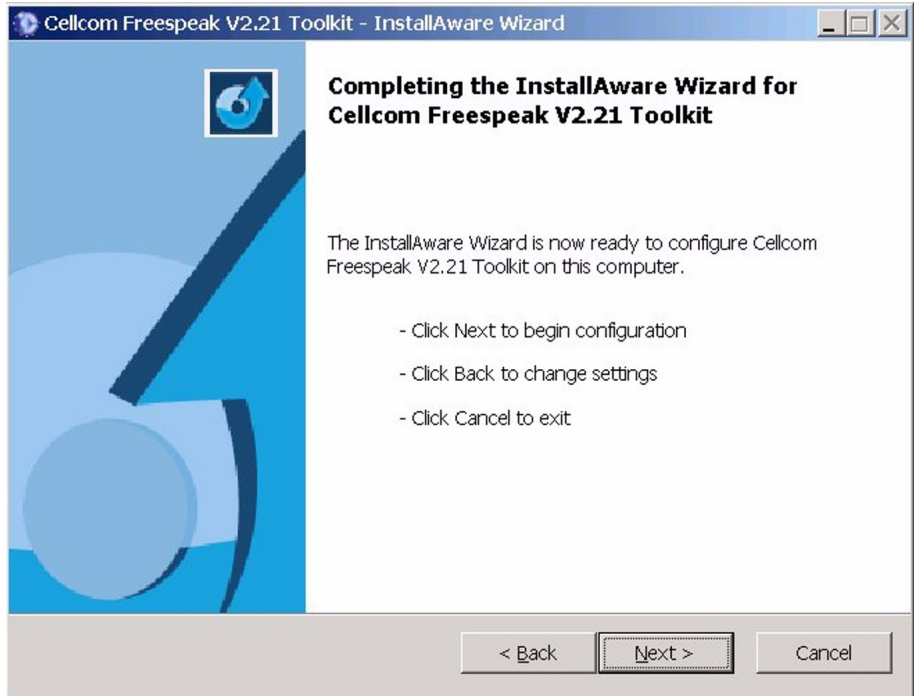 Cellcom Freespeak V2.21 Toolkit - InstallAware Wizard
Completing the InstallAware Wizard for
Cellcom Freespeak V2.21 Toolkit
The InstallAware Wizard is now ready to configure Cellcom
Freespeak V2.21 Toolkit on this computer.
- Click Next to begin configuration
- Click Back to change settings
- Click Cancel to exit
< Back
Next >
Cancel